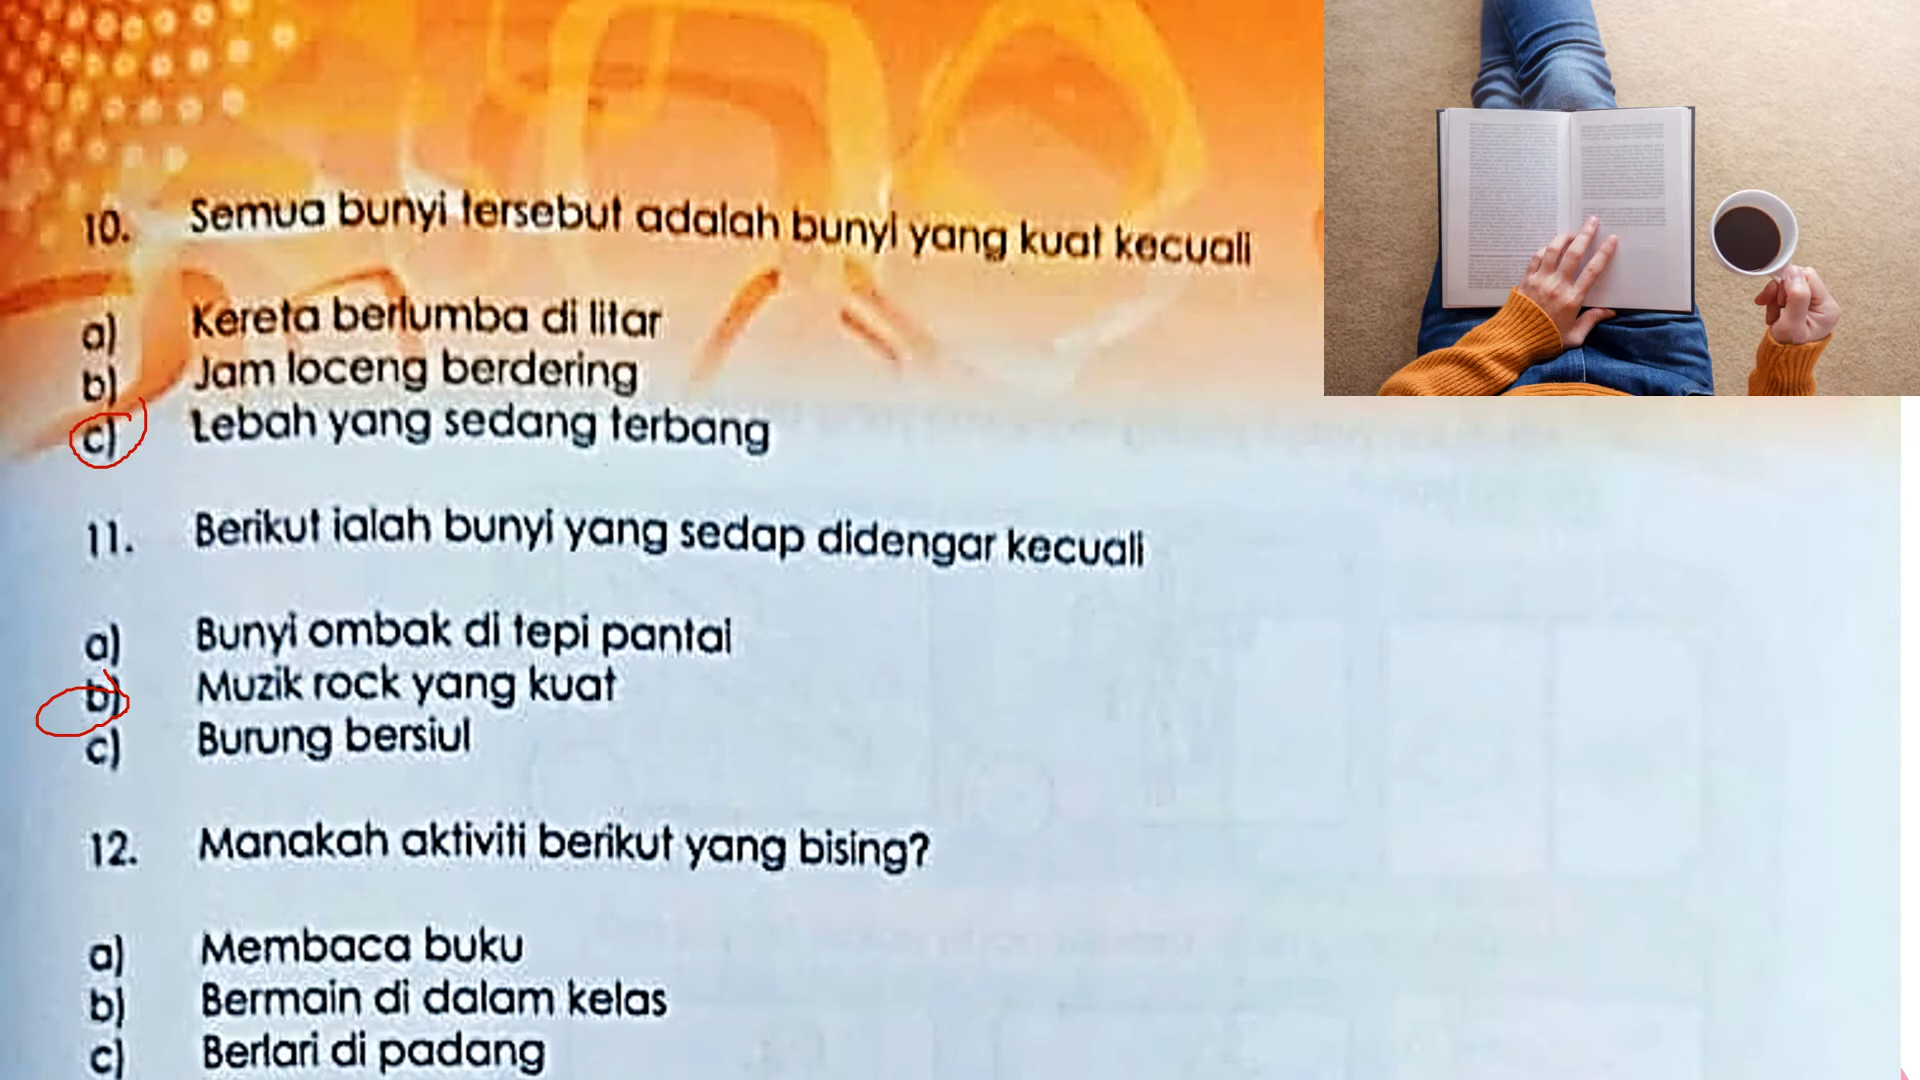 10. Semua bunyi tersebut adalah bunyi yang kuat kecuali
a) Kereta berlumba di litar
b) Jam loceng berdering
c) Lebah yang sedang terbang
11. Berikut ialah bunyi yang sedap didengar kecuali
a) Bunyi ombak di tepi pantai
b) Muzik rock yang kuat
c) Burung bersiul
12. Manakah aktiviti berikut yang bising?
a) Membaca buku
b) Bermain di dalam kelas
c) Berlari di padang